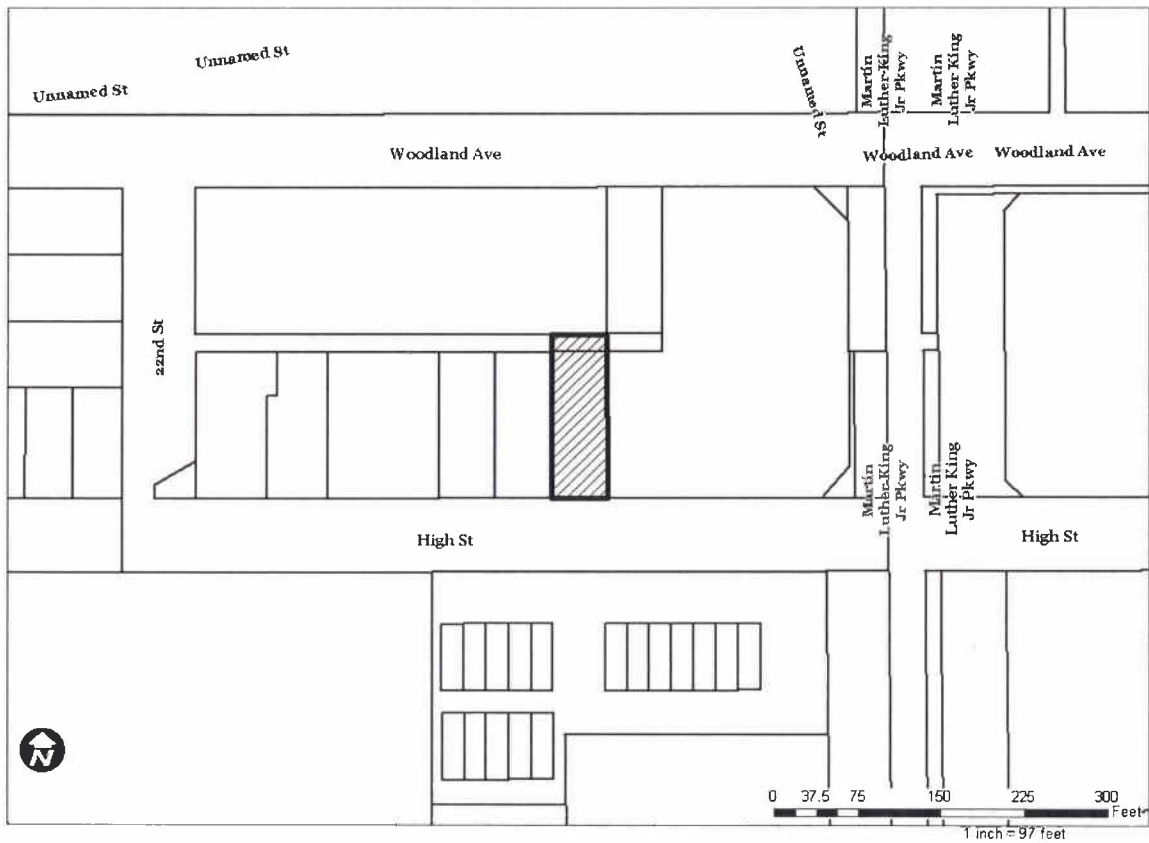 Unnamed St
Unnamed St
Unnamed St
Martin
Luther King
Jr Pkwy
Martin
Luther King
Jr Pkwy
Woodland Ave
Woodland Ave
Woodland Ave
22nd St
Martin
Luther King
Jr Pkwy
Martin
Luther King
Jr Pkwy
High St
High St
N
0 37.5 75 150 225 300
Feet
1 inch = 97 feet